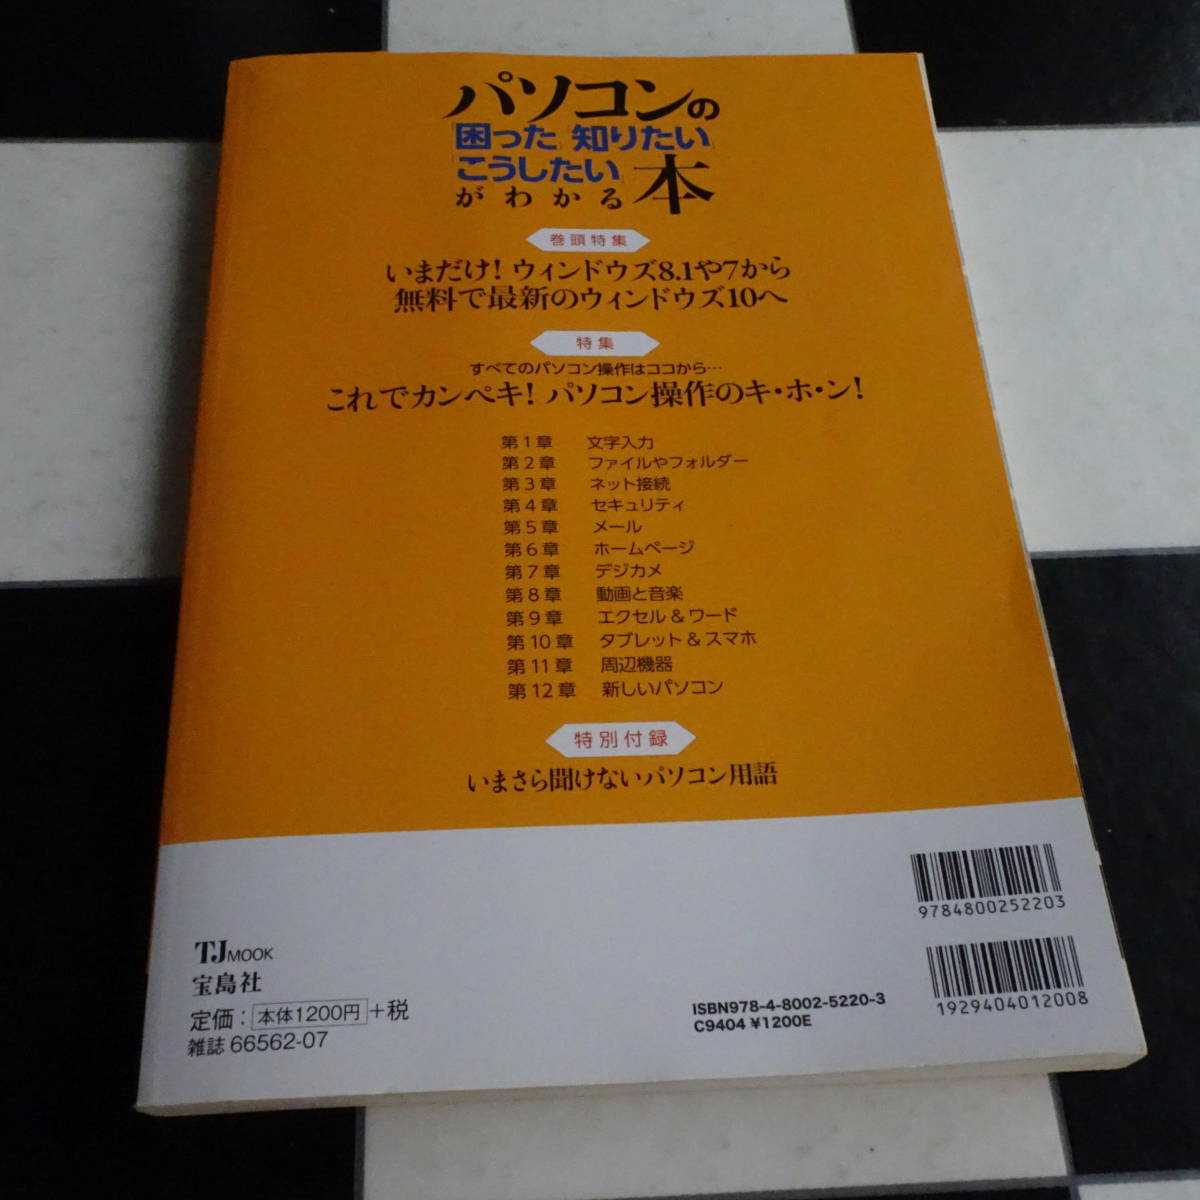 パソコンの
「困った」「知りたい」
「こうしたい」
がわかる本
巻頭特集
いまだけ！ウィンドウズ8.1や7から
無料で最新のウィンドウズ10へ
特集
すべてのパソコン操作はココから…
これでカンペキ！パソコン操作のキ・ホ・ン！
第1章 文字入力
第2章 ファイルやフォルダー
第3章 ネット接続
第4章 セキュリティ
第5章 メール
第6章 ホームページ
第7章 デジカメ
第8章 動画と音楽
第9章 エクセル＆ワード
第10章 タブレット＆スマホ
第11章 周辺機器
第12章 新しいパソコン
特別付録
いまさら聞けないパソコン用語
9784800252203
1929404012008
TJ MOOK
宝島社
定価：本体1200円＋税
雑誌 66562-07
ISBN978-4-8002-5220-3
C9404 ¥1200E